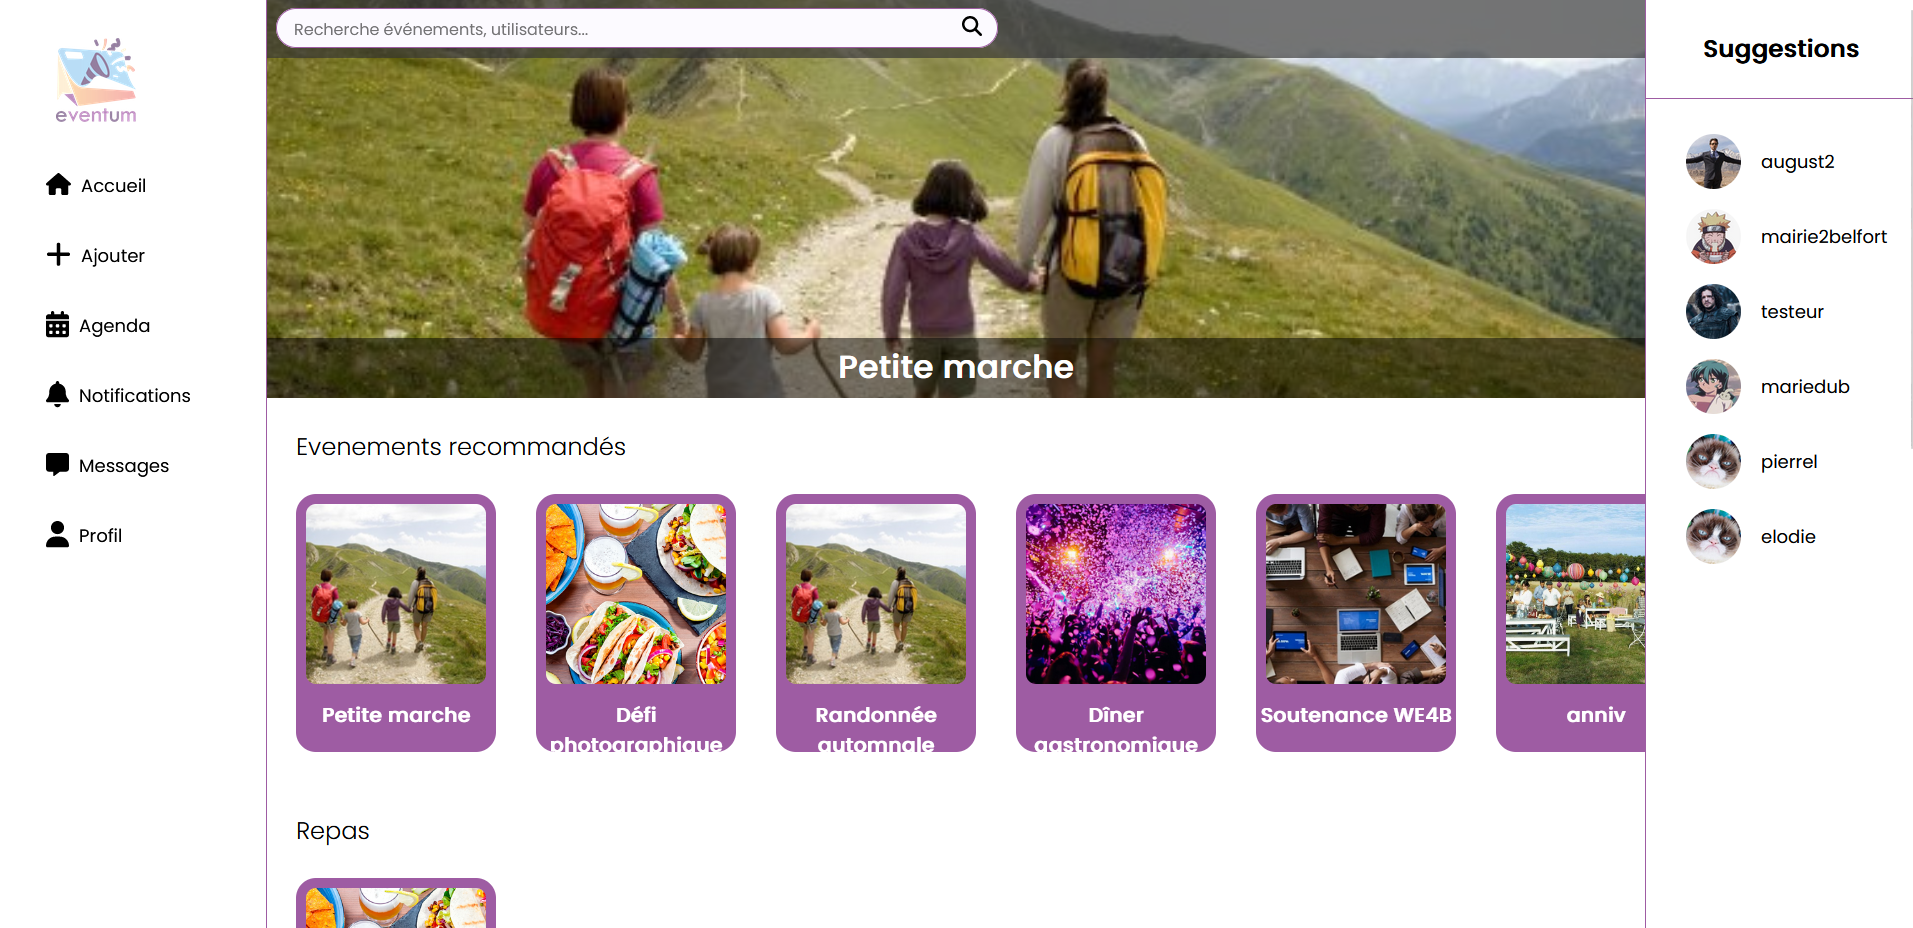 eventum
Accueil
Ajouter
Agenda
Notifications
Messages
Profil
Recherche événements, utilisateurs...
Petite marche
Evenements recommandés
Petite marche
Défi
photographique
Randonnée
automnale
Dîner
gastronomique
Soutenance WE4B
anniv
Repas
Suggestions
august2
mairie2belfort
testeur
mariedub
pierrel
elodie